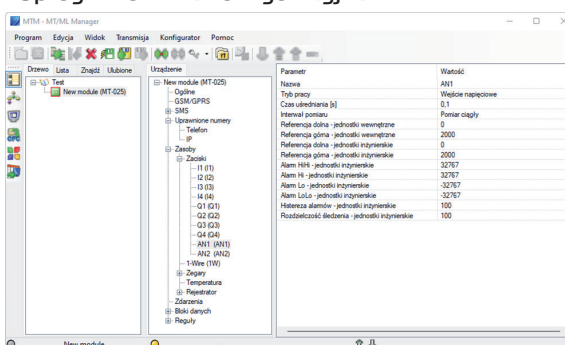 MTM - MT/ML Manager
Program Edycja Widok Transmisja Konfigurator Pomoc
Drzewo Lista Znajdź Ulubione
Test
New module (MT-025)
Urządzenie
New module (MT-025)
Ogólne
GSM/GPRS
SMS
Uprawnione numery
Telefon
IP
Zasoby
Zaciski
I1 (I1)
I2 (I2)
I3 (I3)
I4 (I4)
Q1 (Q1)
Q2 (Q2)
Q3 (Q3)
Q4 (Q4)
AN1 (AN1)
AN2 (AN2)
1-Wire (1W)
Zegary
Temperatura
Rejestrator
Zdarzenia
Bloki danych
Reguły
Parametr Wartość
Nazwa AN1
Tryb pracy Wejście napięciowe
Czas uśredniania [s] 0,1
Interwał pomiaru Pomiar ciągły
Referencja dolna - jednostki wewnętrzne 0
Referencja górna - jednostki wewnętrzne 2000
Referencja dolna - jednostki inżynierskie 0
Referencja górna - jednostki inżynierskie 2000
Alarm HiHi - jednostki inżynierskie 32767
Alarm Hi - jednostki inżynierskie 32767
Alarm Lo - jednostki inżynierskie -32767
Alarm LoLo - jednostki inżynierskie -32767
Histereza alarmów - jednostki inżynierskie 100
Rozdzielczość śledzenia - jednostki inżynierskie 100
New module